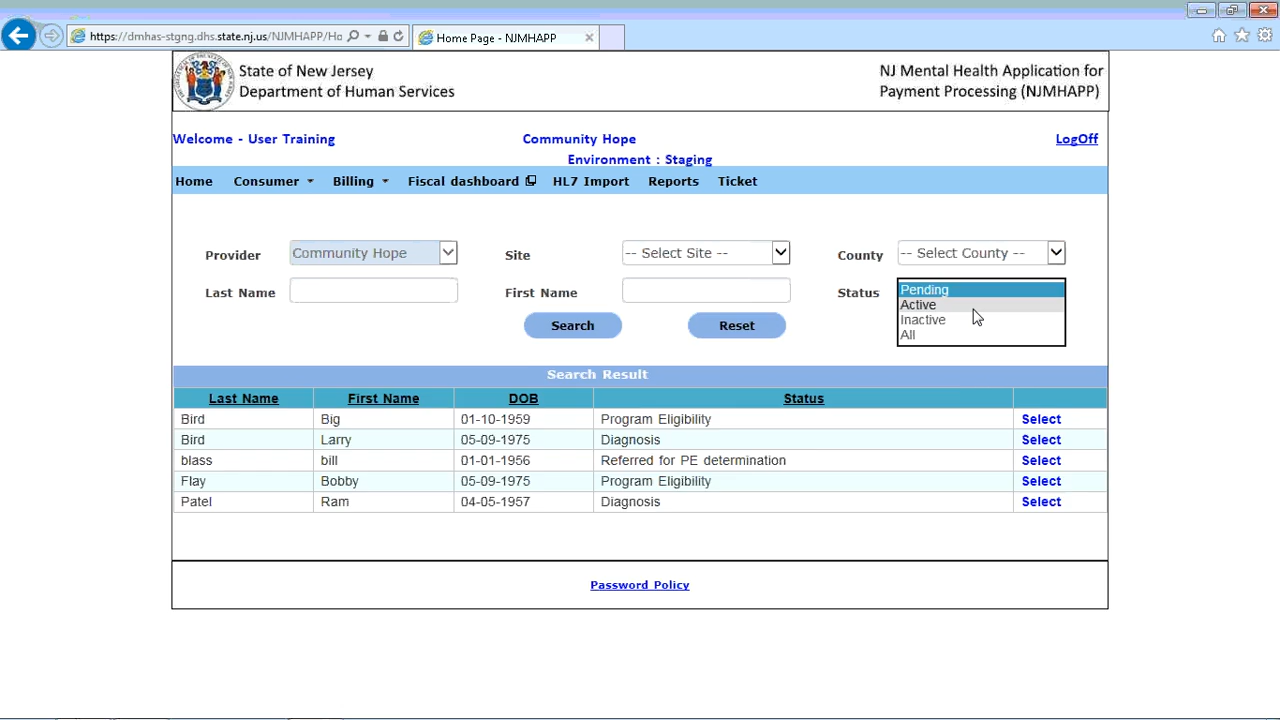 https://dmhas-stgng.dhs.state.nj.us/NJMHAPP/Ho
Home Page - NJMHAPP
State of New Jersey
Department of Human Services
NJ Mental Health Application for
Payment Processing (NJMHAPP)
Welcome - User Training
Community Hope
LogOff
Environment : Staging
Home Consumer Billing Fiscal dashboard HL7 Import Reports Ticket
Provider Community Hope Site -- Select Site -- County -- Select County --
Last Name First Name Status Pending
Active
Inactive
All
Search Reset
Search Result
Last Name First Name DOB Status
Bird Big 01-10-1959 Program Eligibility Select
Bird Larry 05-09-1975 Diagnosis Select
blass bill 01-01-1956 Referred for PE determination Select
Flay Bobby 05-09-1975 Program Eligibility Select
Patel Ram 04-05-1957 Diagnosis Select
Password Policy